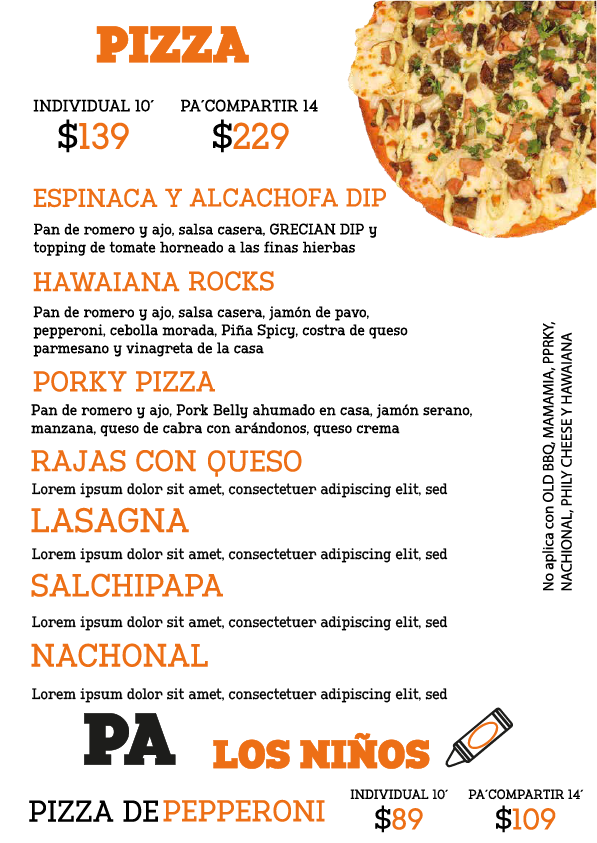 PIZZA
INDIVIDUAL 10´ PA´COMPARTIR 14
$139 $229
ESPINACA Y ALCACHOFA DIP
Pan de romero y ajo, salsa casera, GRECIAN DIP y
topping de tomate horneado a las finas hierbas
HAWAIANA ROCKS
Pan de romero y ajo, salsa casera, jamón de pavo,
pepperoni, cebolla morada, Piña Spicy, costra de queso
parmesano y vinagreta de la casa
PORKY PIZZA
Pan de romero y ajo, Pork Belly ahumado en casa, jamón serano,
manzana, queso de cabra con arándonos, queso crema
RAJAS CON QUESO
Lorem ipsum dolor sit amet, consectetuer adipiscing elit, sed
LASAGNA
Lorem ipsum dolor sit amet, consectetuer adipiscing elit, sed
SALCHIPAPA
Lorem ipsum dolor sit amet, consectetuer adipiscing elit, sed
NACHONAL
Lorem ipsum dolor sit amet, consectetuer adipiscing elit, sed
No aplica con OLD BBQ, MAMAMIA, PPRKY,
NACHIONAL, PHILY CHEESE Y HAWAIANA
PA LOS NIÑOS
INDIVIDUAL 10´ PA´COMPARTIR 14´
PIZZA DE PEPPERONI $89 $109